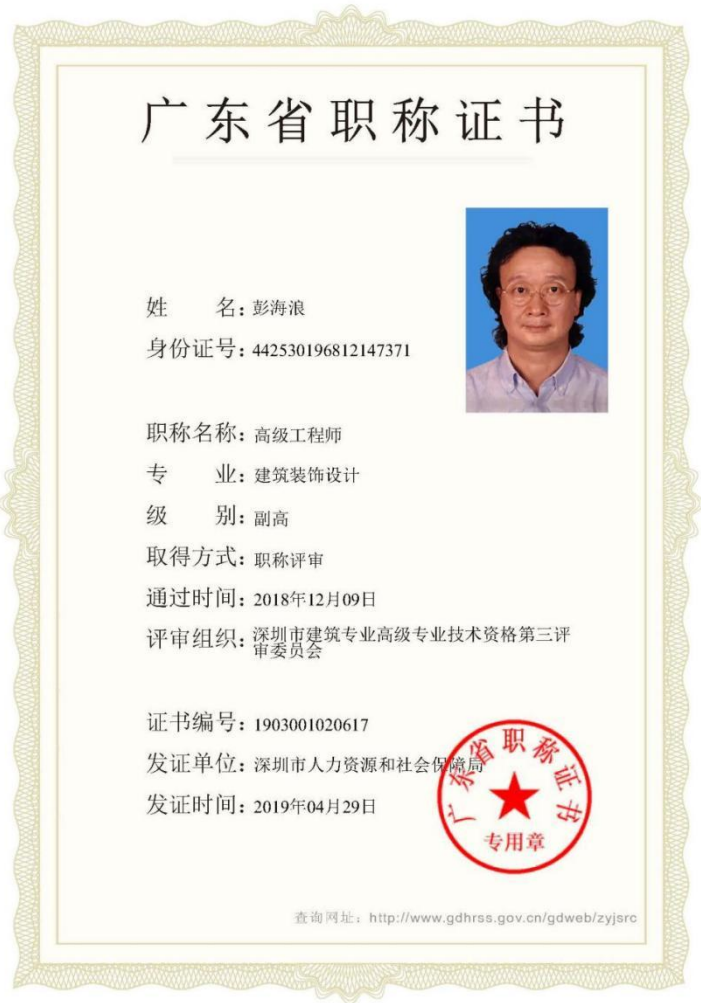 广东省职称证书
姓 名：彭海浪
身份证号：442530196812147371
职称名称：高级工程师
专 业：建筑装饰设计
级 别：副高
取得方式：职称评审
通过时间：2018年12月09日
评审组织：深圳市建筑专业高级专业技术资格第三评
审委员会
证书编号：1903001020617
发证单位：深圳市人力资源和社会保障局
发证时间：2019年04月29日
广东省职称证书
专用章
查询网址：http://www.gdhrss.gov.cn/gdweb/zyjsrc